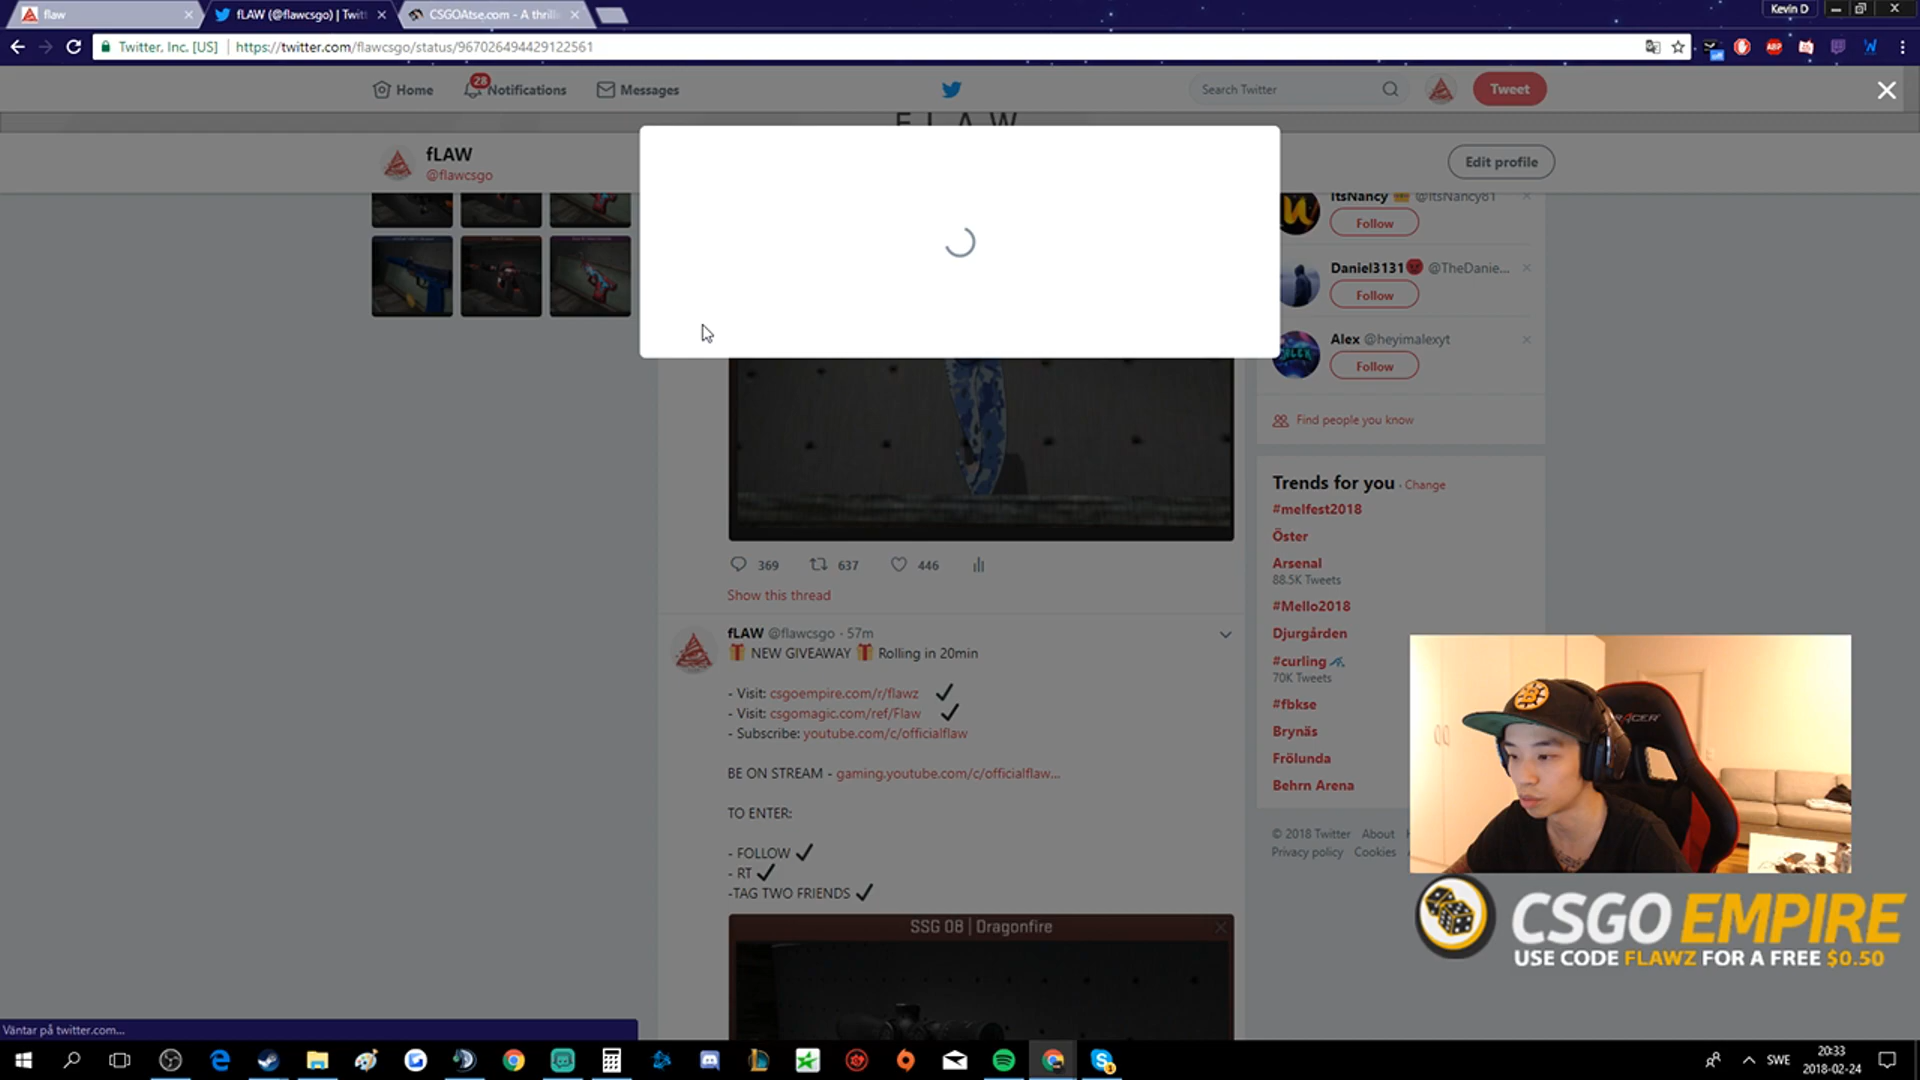 flaw
fLAW (@flawcsgo) | Twitt
CSGOAtse.com - A thrill
Kevin D
Twitter, Inc. [US]
https://twitter.com/flawcsgo/status/967026494429122561
Home
28
Notifications
Messages
Search Twitter
Tweet
FLAW
fLAW
@flawcsgo
Edit profile
ItsNancy @ItsNancy81
Follow
Daniel3131 @TheDanie...
Follow
Alex @heyimalexyt
Follow
Find people you know
Trends for you · Change
#melfest2018
Öster
Arsenal
88.5K Tweets
#Mello2018
Djurgården
#curling
70K Tweets
#fbkse
Brynäs
Frölunda
Behrn Arena
© 2018 Twitter About
Privacy policy Cookies
369 637 446
Show this thread
fLAW @flawcsgo · 57m
NEW GIVEAWAY Rolling in 20min
- Visit: csgoempire.com/r/flawz
- Visit: csgomagic.com/ref/Flaw
- Subscribe: youtube.com/c/officialflaw
BE ON STREAM - gaming.youtube.com/c/officialflaw...
TO ENTER:
- FOLLOW
- RT
-TAG TWO FRIENDS
SSG 08 | Dragonfire
CSGO EMPIRE
USE CODE FLAWZ FOR A FREE $0.50
Väntar på twitter.com...
SWE
20:33
2018-02-24